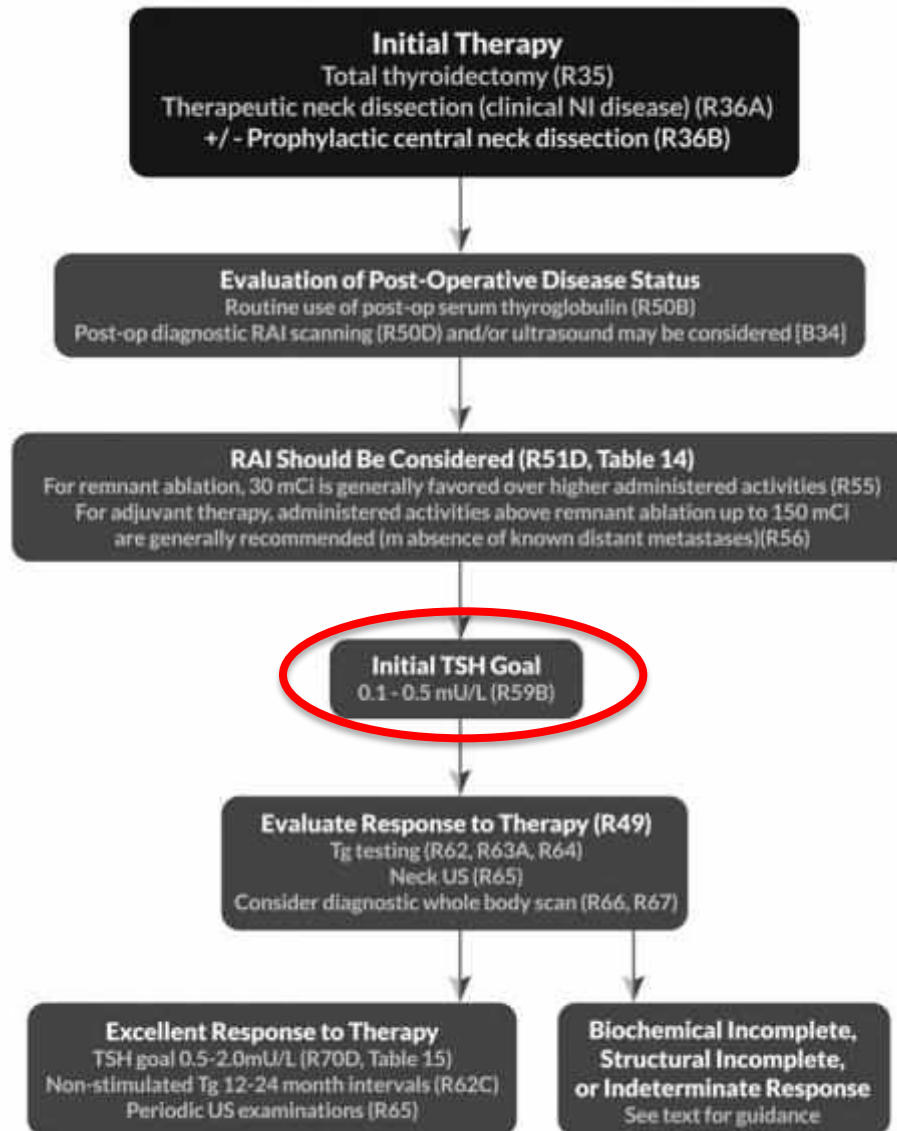 Initial Therapy
Total thyroidectomy (R35)
Therapeutic neck dissection (clinical NI disease) (R36A)
+/ - Prophylactic central neck dissection (R36B)
Evaluation of Post-Operative Disease Status
Routine use of post-op serum thyroglobulin (R50B)
Post-op diagnostic RAI scanning (R50D) and/or ultrasound may be considered [B34]
RAI Should Be Considered (R51D, Table 14)
For remnant ablation, 30 mCi is generally favored over higher administered activities (R55)
For adjuvant therapy, administered activities above remnant ablation up to 150 mCi
are generally recommended (m absence of known distant metastases)(R56)
Initial TSH Goal
0.1 - 0.5 mU/L (R59B)
Evaluate Response to Therapy (R49)
Tg testing (R62, R63A, R64)
Neck US (R65)
Consider diagnostic whole body scan (R66, R67)
Excellent Response to Therapy
TSH goal 0.5-2.0mU/L (R70D, Table 15)
Non-stimulated Tg 12-24 month intervals (R62C)
Periodic US examinations (R65)
Biochemical Incomplete,
Structural Incomplete,
or Indeterminate Response
See text for guidance